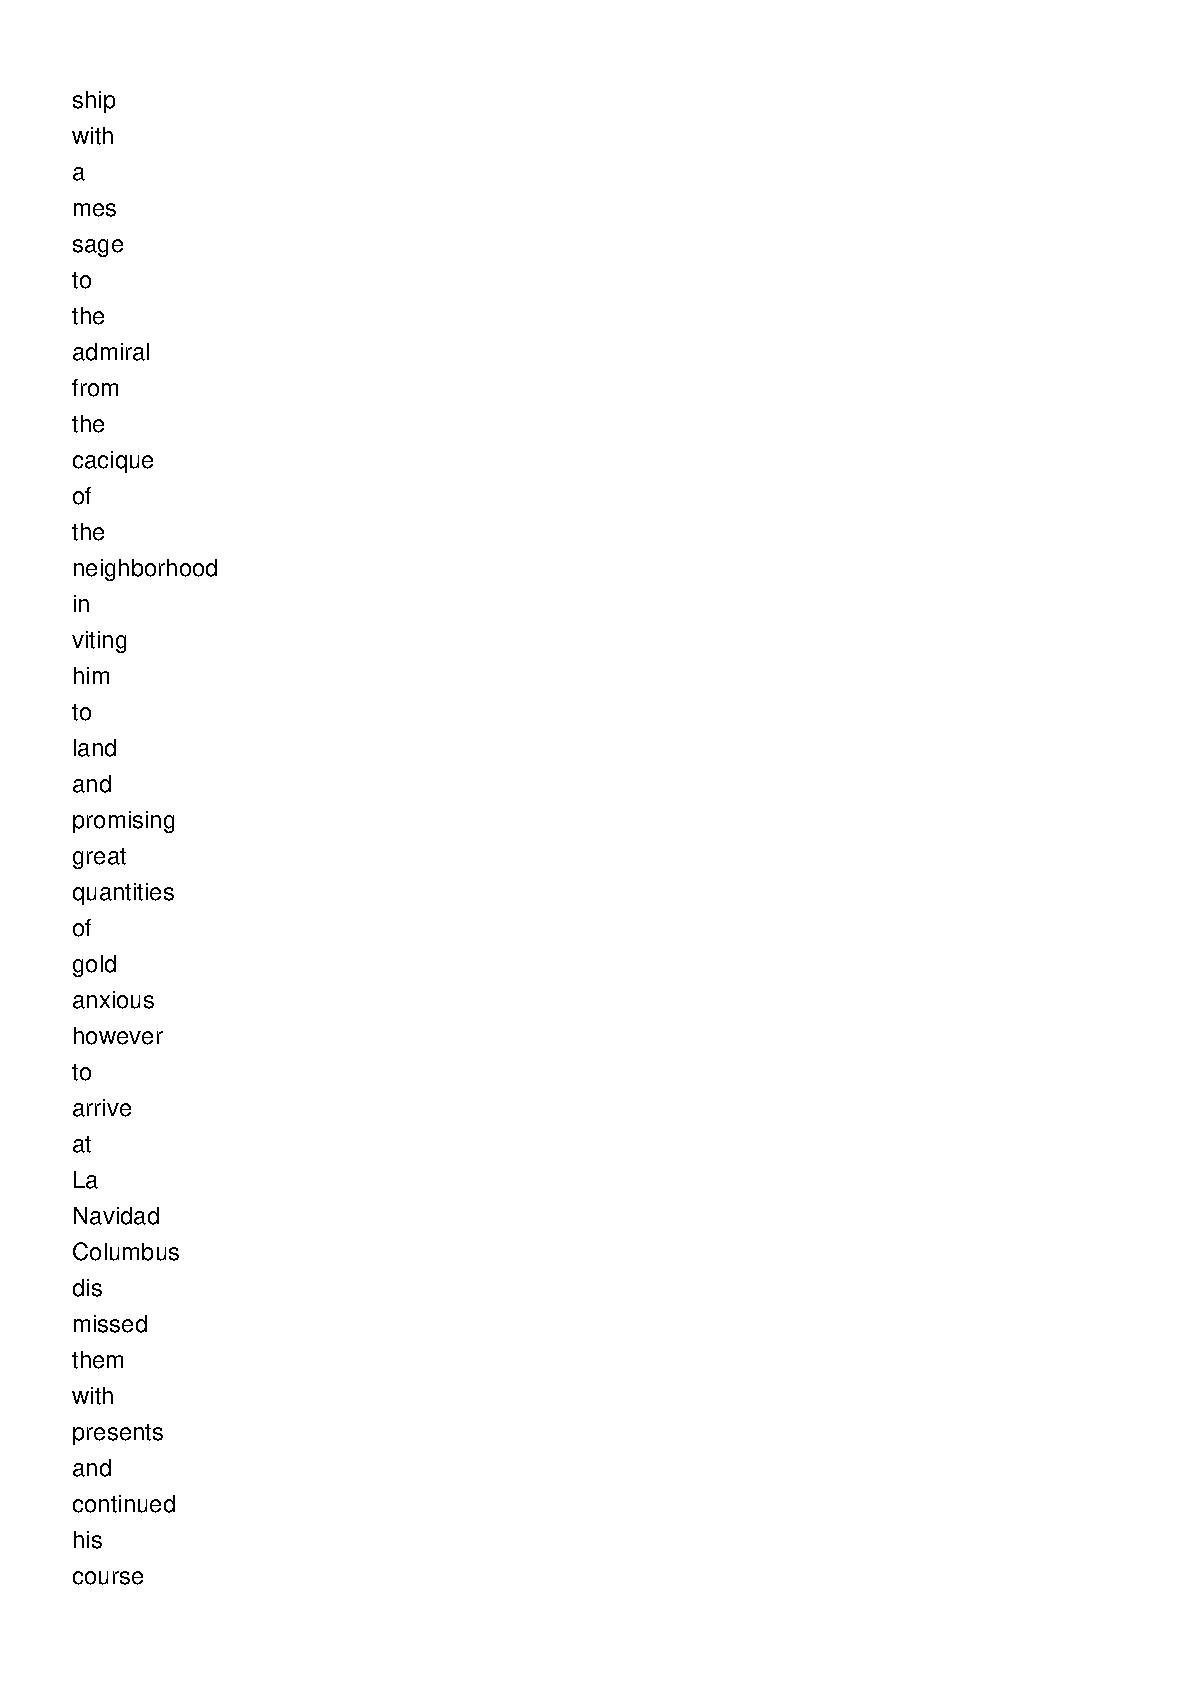 ship
with
a
mes
sage
to
the
admiral
from
the
cacique
of
the
neighborhood
in
viting
him
to
land
and
promising
great
quantities
of
gold
anxious
however
to
arrive
at
La
Navidad
Columbus
dis
missed
them
with
presents
and
continued
his
course